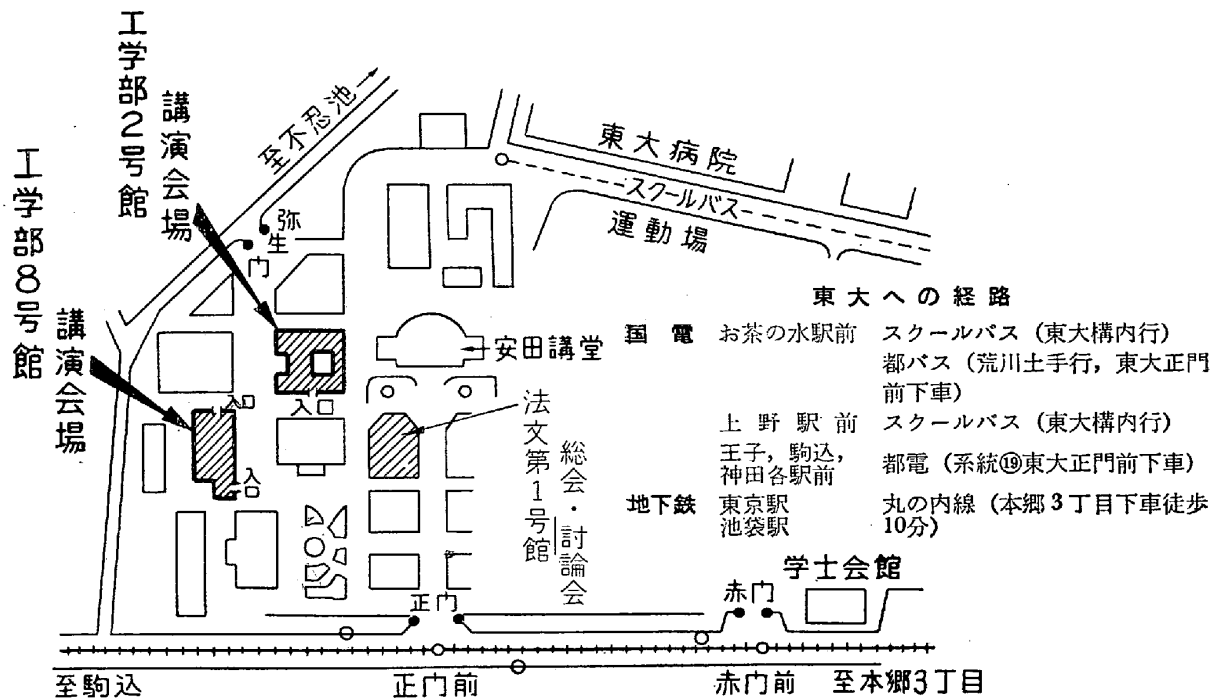 工学部2号館
講演会場
工学部8号館
講演会場
至不忍池
弥生門
東大病院
スクールバス
運動場
安田講堂
入口
入口
入口
法文第1号館
総会・討論会
東大への経路
国電 お茶の水駅前 スクールバス (東大構内行)
都バス (荒川土手行, 東大正門
前下車)
上野駅前 スクールバス (東大構内行)
王子, 駒込,
神田各駅前 都電 (系統⑲東大正門前下車)
地下鉄 東京駅 丸の内線 (本郷3丁目下車徒歩
池袋駅 10分)
学士会館
正門
赤門
至駒込
正門前
赤門前
至本郷3丁目